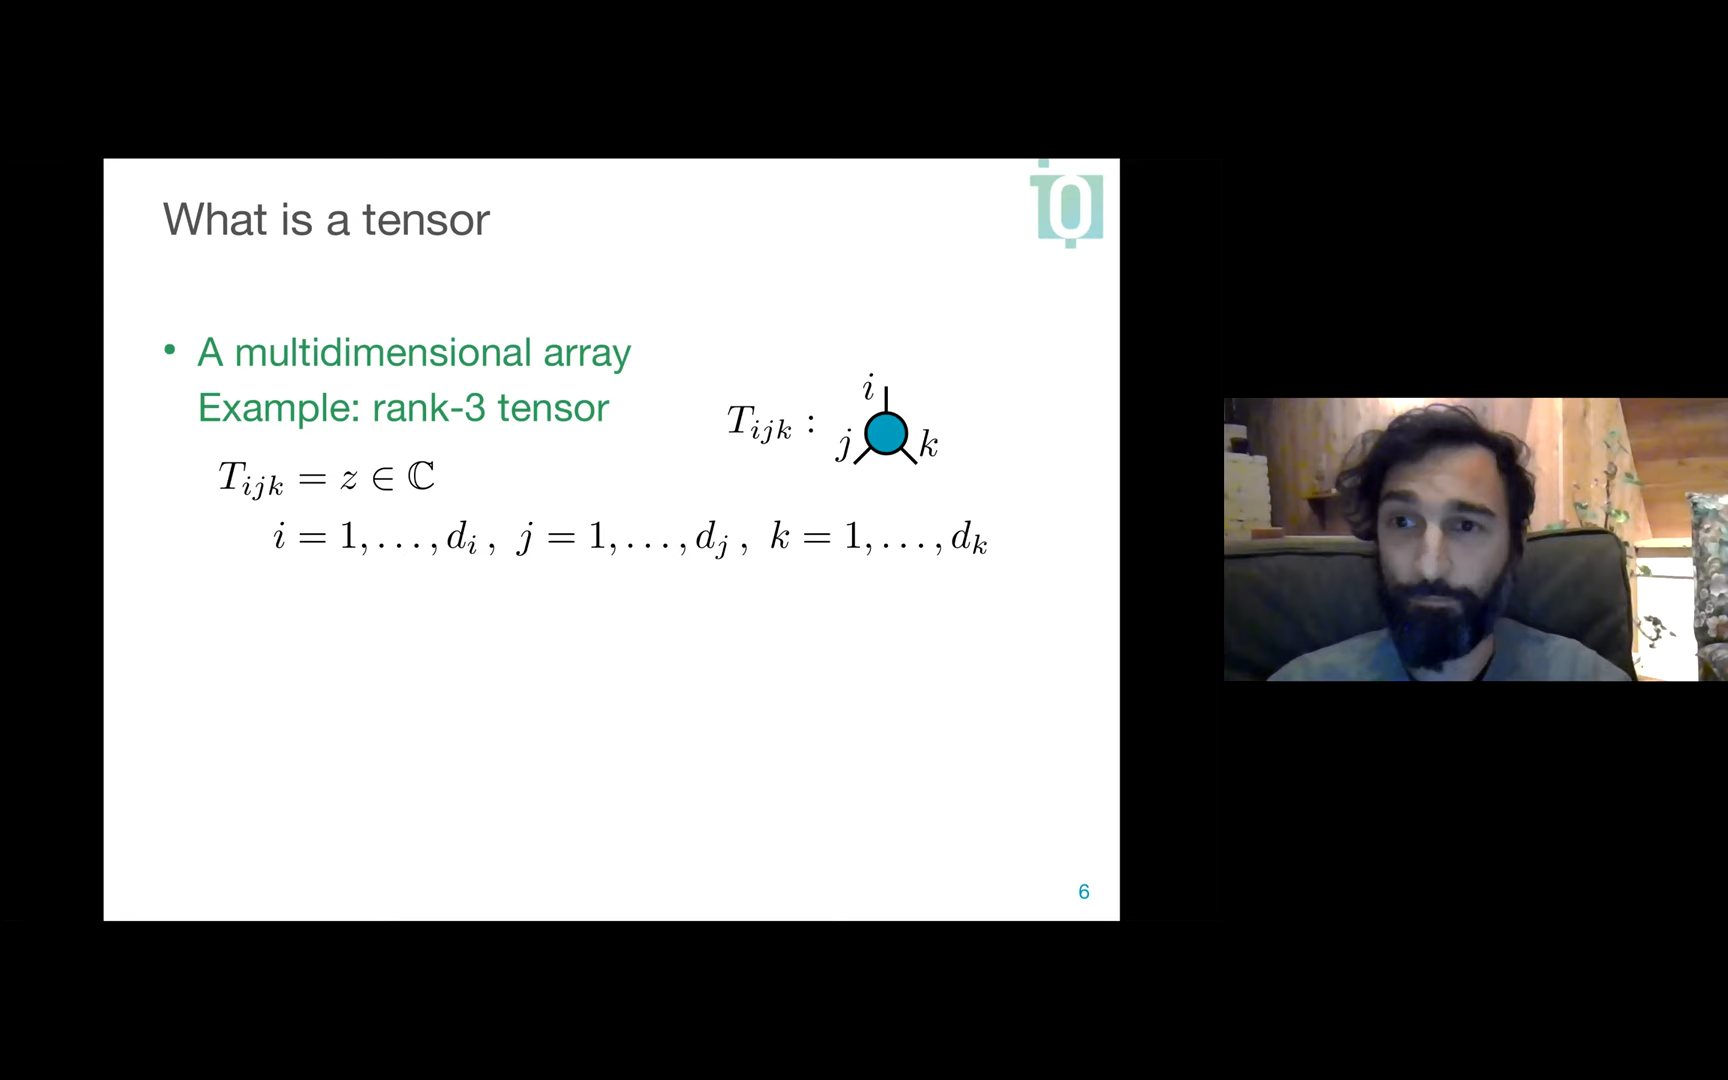 What is a tensor
• A multidimensional array
Example: rank-3 tensor
T_{ijk} :
i
j
k
T_{ijk} = z ∈ ℂ
i = 1, . . . , d_i , j = 1, . . . , d_j , k = 1, . . . , d_k
6